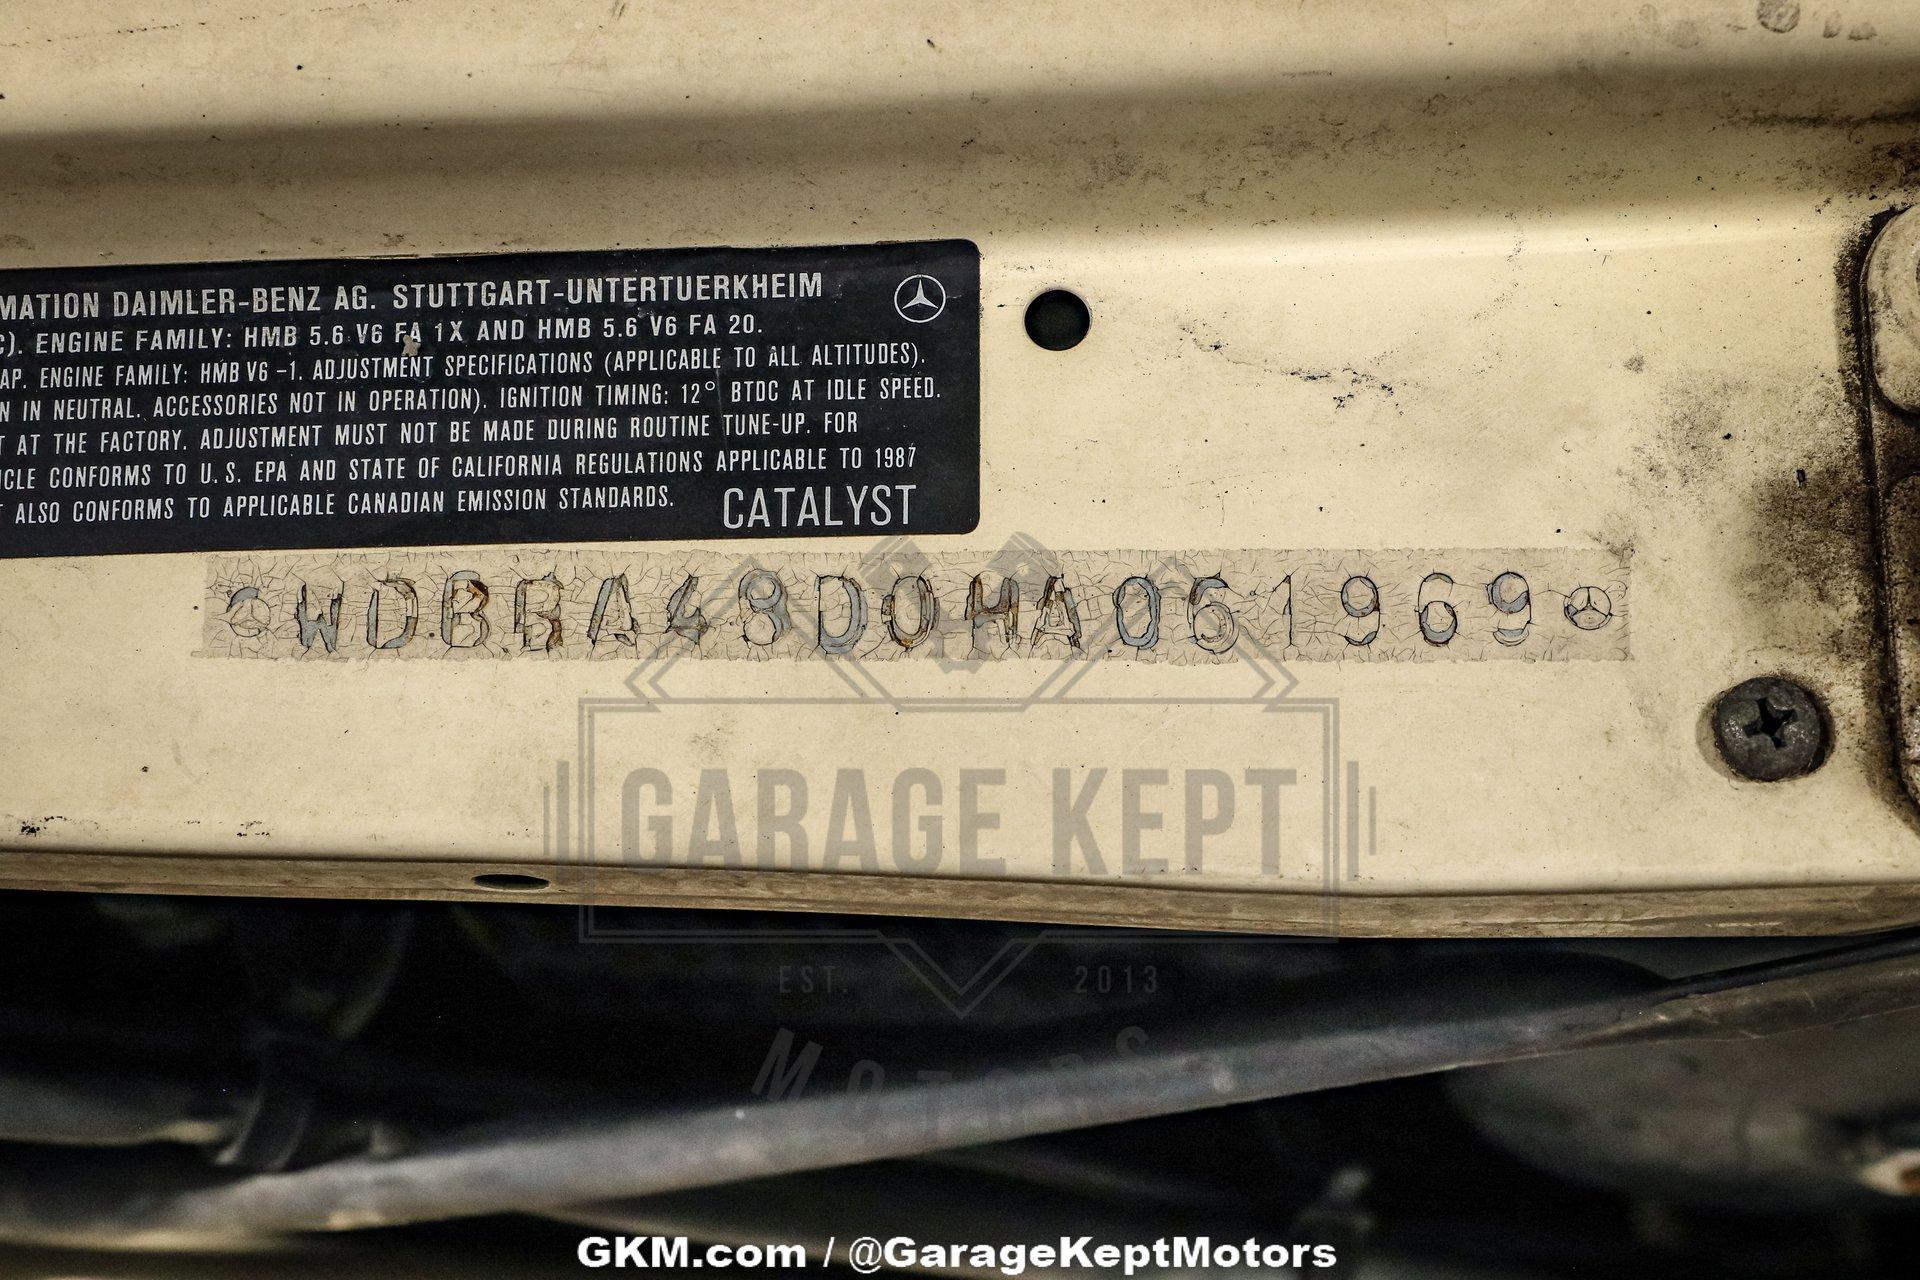 MATION DAIMLER-BENZ AG. STUTTGART-UNTERTUERKHEIM
C). ENGINE FAMILY: HMB 5.6 V6 FA 1X AND HMB 5.6 V6 FA 20.
AP. ENGINE FAMILY: HMB V6 -1. ADJUSTMENT SPECIFICATIONS (APPLICABLE TO ALL ALTITUDES).
N IN NEUTRAL. ACCESSORIES NOT IN OPERATION). IGNITION TIMING: 12° BTDC AT IDLE SPEED.
T AT THE FACTORY. ADJUSTMENT MUST NOT BE MADE DURING ROUTINE TUNE-UP. FOR
ICLE CONFORMS TO U.S. EPA AND STATE OF CALIFORNIA REGULATIONS APPLICABLE TO 1987
T ALSO CONFORMS TO APPLICABLE CANADIAN EMISSION STANDARDS. CATALYST
WDBBA48D0HA061969
GARAGE KEPT
EST. 2013
MOTORS
GKM.com / @GarageKeptMotors